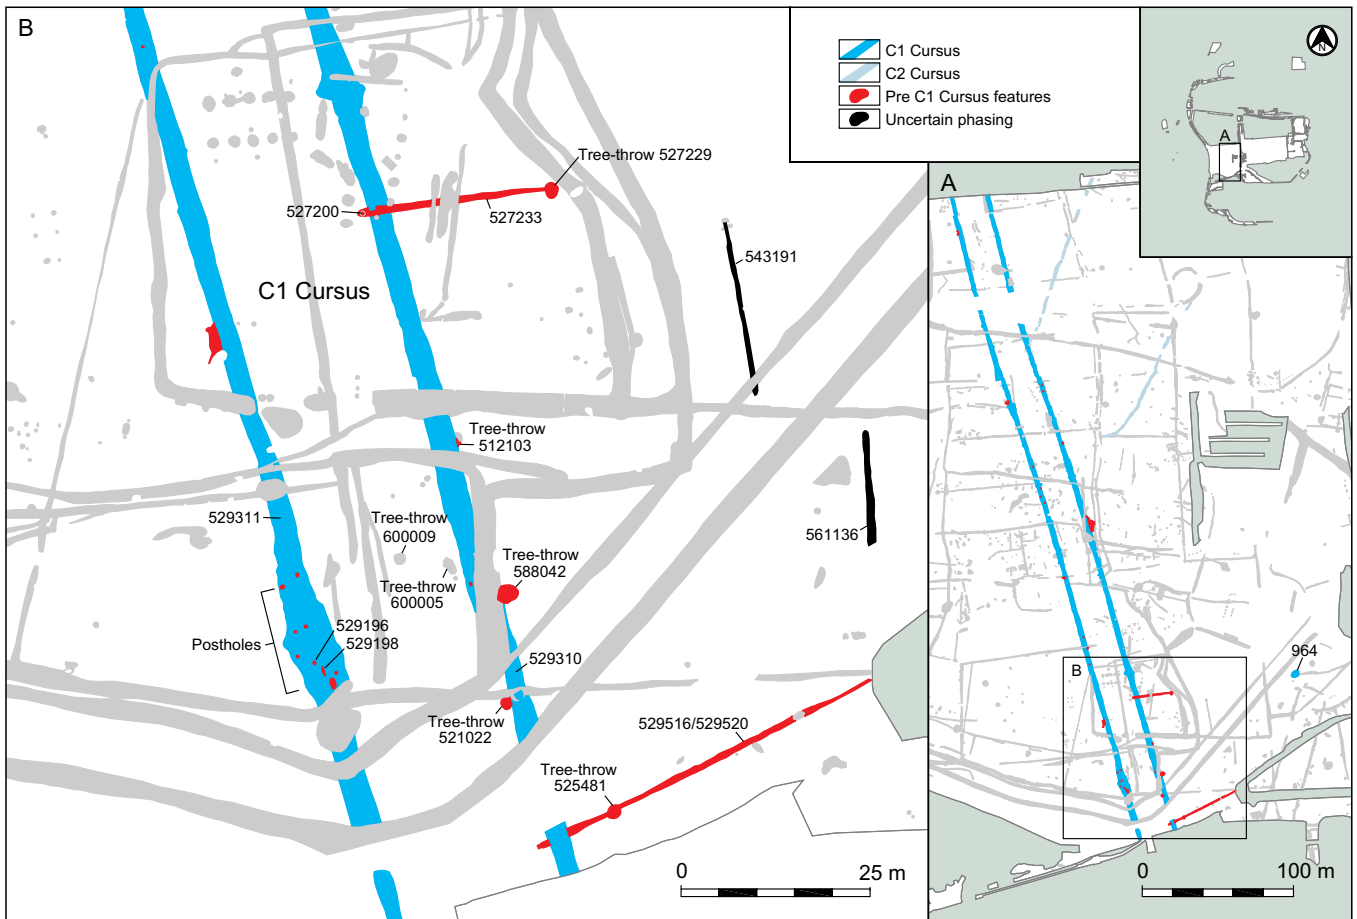 B
C1 Cursus
C2 Cursus
Pre C1 Cursus features
Uncertain phasing
N
A
A
B
964
0
100 m
Tree-throw 527229
527200
527233
543191
C1 Cursus
Tree-throw
512103
529311
Tree-throw
600009
Tree-throw
600005
Tree-throw
588042
561136
Postholes
529196
529198
529310
Tree-throw
521022
529516/529520
Tree-throw
525481
0
25 m